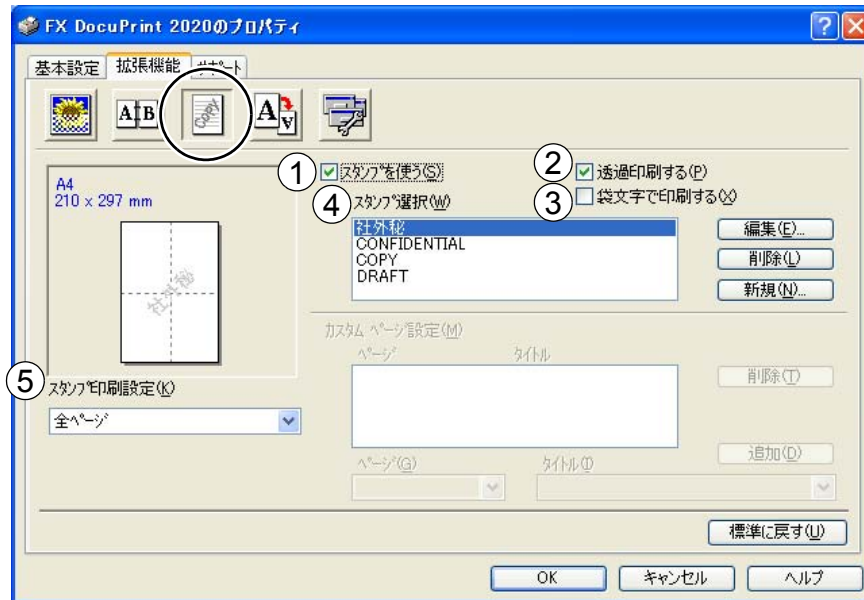 FX DocuPrint 2020のプロパティ
基本設定 拡張機能 サポート
A B
COPY
A A
① スタンプを使う(S)
② 透過印刷する(P)
③ 袋文字で印刷する(X)
④ スタンプ選択(W)
社外秘
CONFIDENTIAL
COPY
DRAFT
編集(E)...
削除(L)
新規(N)...
A4
210 x 297 mm
社外秘
カスタム ページ設定(M)
ページ タイトル
削除(T)
⑤ スタンプ印刷設定(K)
全ページ
追加(D)
ページ(G) タイトル(I)
標準に戻す(U)
OK キャンセル ヘルプ